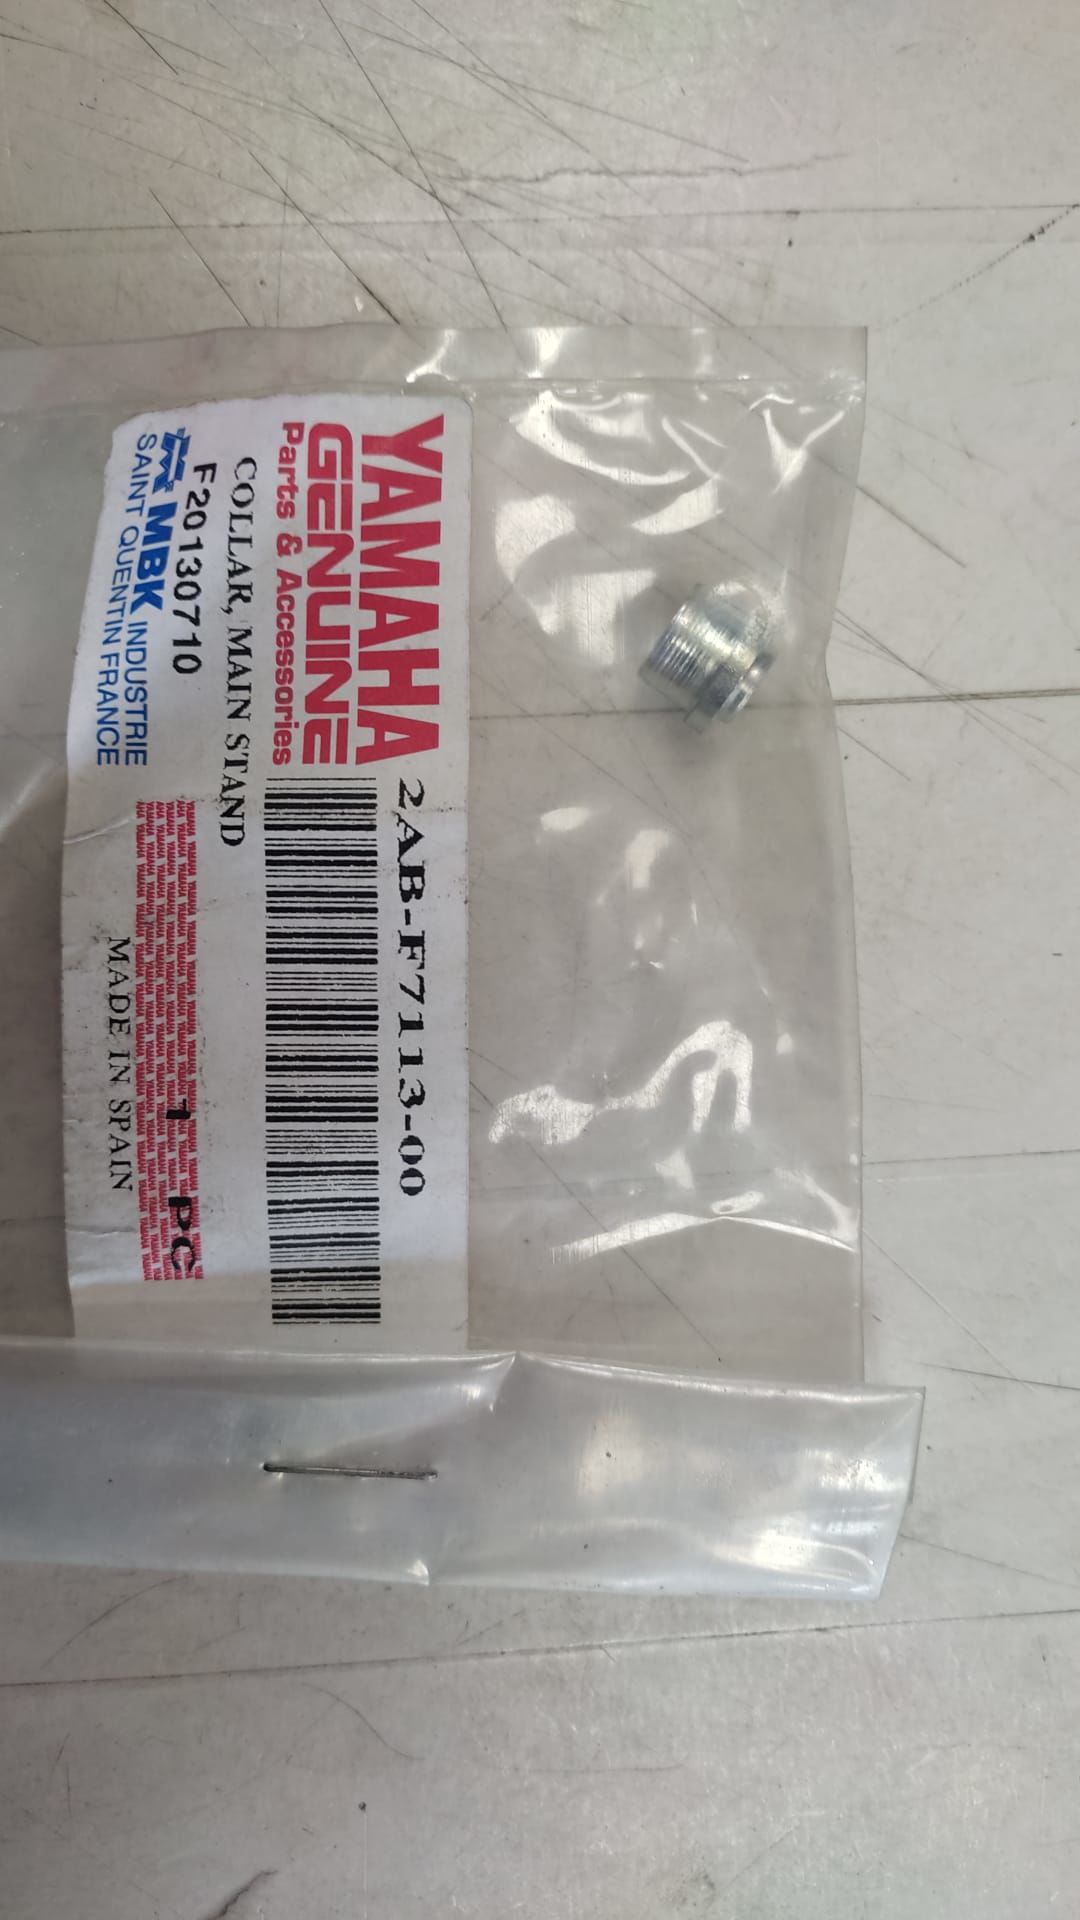 YAMAHA
GENUINE
Parts & Accessories
2AB-F7113-00
COLLAR, MAIN STAND
F20130710
MBK INDUSTRIE
SAINT QUENTIN FRANCE
1 PC
MADE IN SPAIN